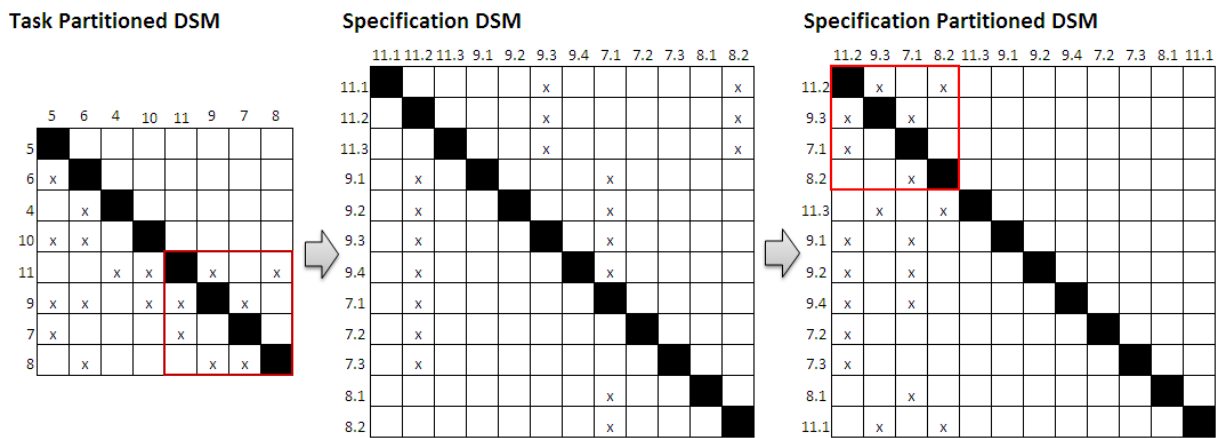 Task Partitioned DSM
5 6 4 10 11 9 7 8
5
6 x
4 x
10 x x
11 x x x x
9 x x x x x
7 x x
8 x x x
Specification DSM
11.1 11.2 11.3 9.1 9.2 9.3 9.4 7.1 7.2 7.3 8.1 8.2
11.1 x x
11.2 x x
11.3 x x
9.1 x x
9.2 x x
9.3 x x
9.4 x x
7.1 x
7.2 x
7.3 x
8.1 x
8.2 x
Specification Partitioned DSM
11.2 9.3 7.1 8.2 11.3 9.1 9.2 9.4 7.2 7.3 8.1 11.1
11.2 x x
9.3 x x
7.1 x
8.2 x
11.3 x x
9.1 x x
9.2 x x
9.4 x x
7.2 x
7.3 x
8.1 x
11.1 x x